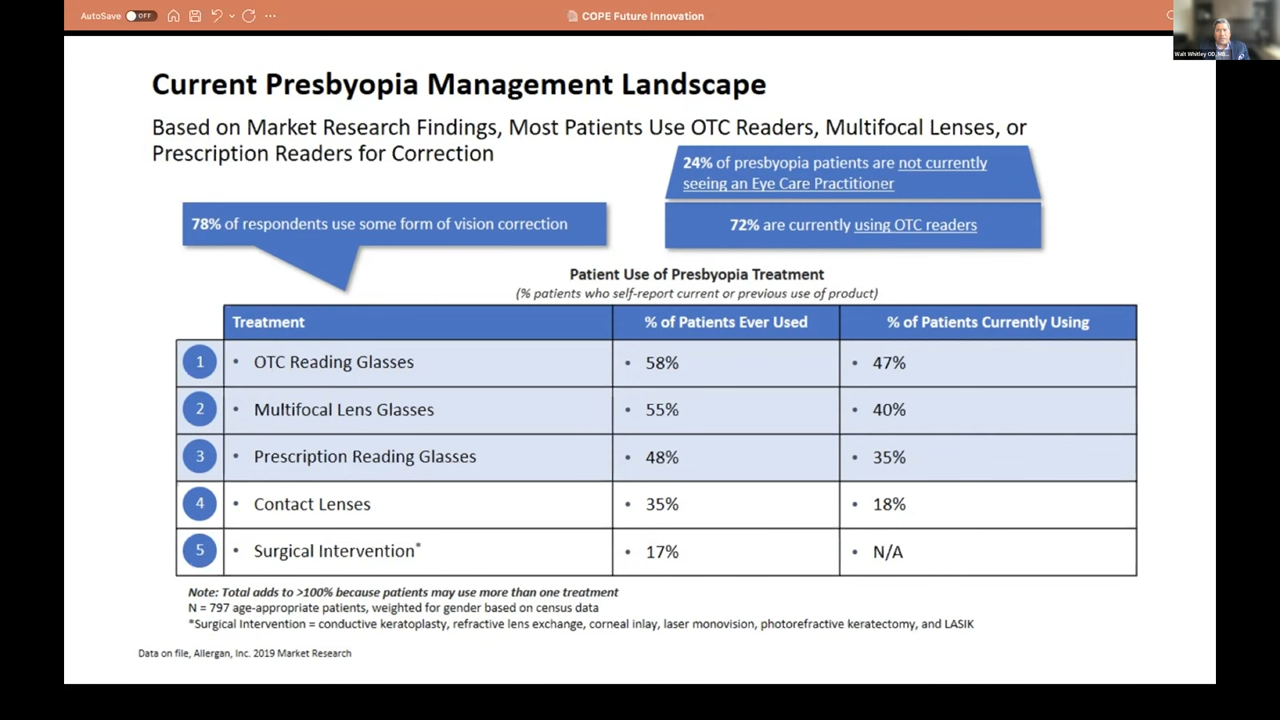 AutoSave OFF
COPE Future Innovation
Walt Whitley OD, MB...
Current Presbyopia Management Landscape
Based on Market Research Findings, Most Patients Use OTC Readers, Multifocal Lenses, or
Prescription Readers for Correction
24% of presbyopia patients are not currently
seeing an Eye Care Practitioner
78% of respondents use some form of vision correction
72% are currently using OTC readers
Patient Use of Presbyopia Treatment
(% patients who self-report current or previous use of product)
Treatment % of Patients Ever Used % of Patients Currently Using
1 • OTC Reading Glasses • 58% • 47%
2 • Multifocal Lens Glasses • 55% • 40%
3 • Prescription Reading Glasses • 48% • 35%
4 • Contact Lenses • 35% • 18%
5 • Surgical Intervention* • 17% • N/A
Note: Total adds to >100% because patients may use more than one treatment
N = 797 age-appropriate patients, weighted for gender based on census data
*Surgical Intervention = conductive keratoplasty, refractive lens exchange, corneal inlay, laser monovision, photorefractive keratectomy, and LASIK
Data on file, Allergan, Inc. 2019 Market Research